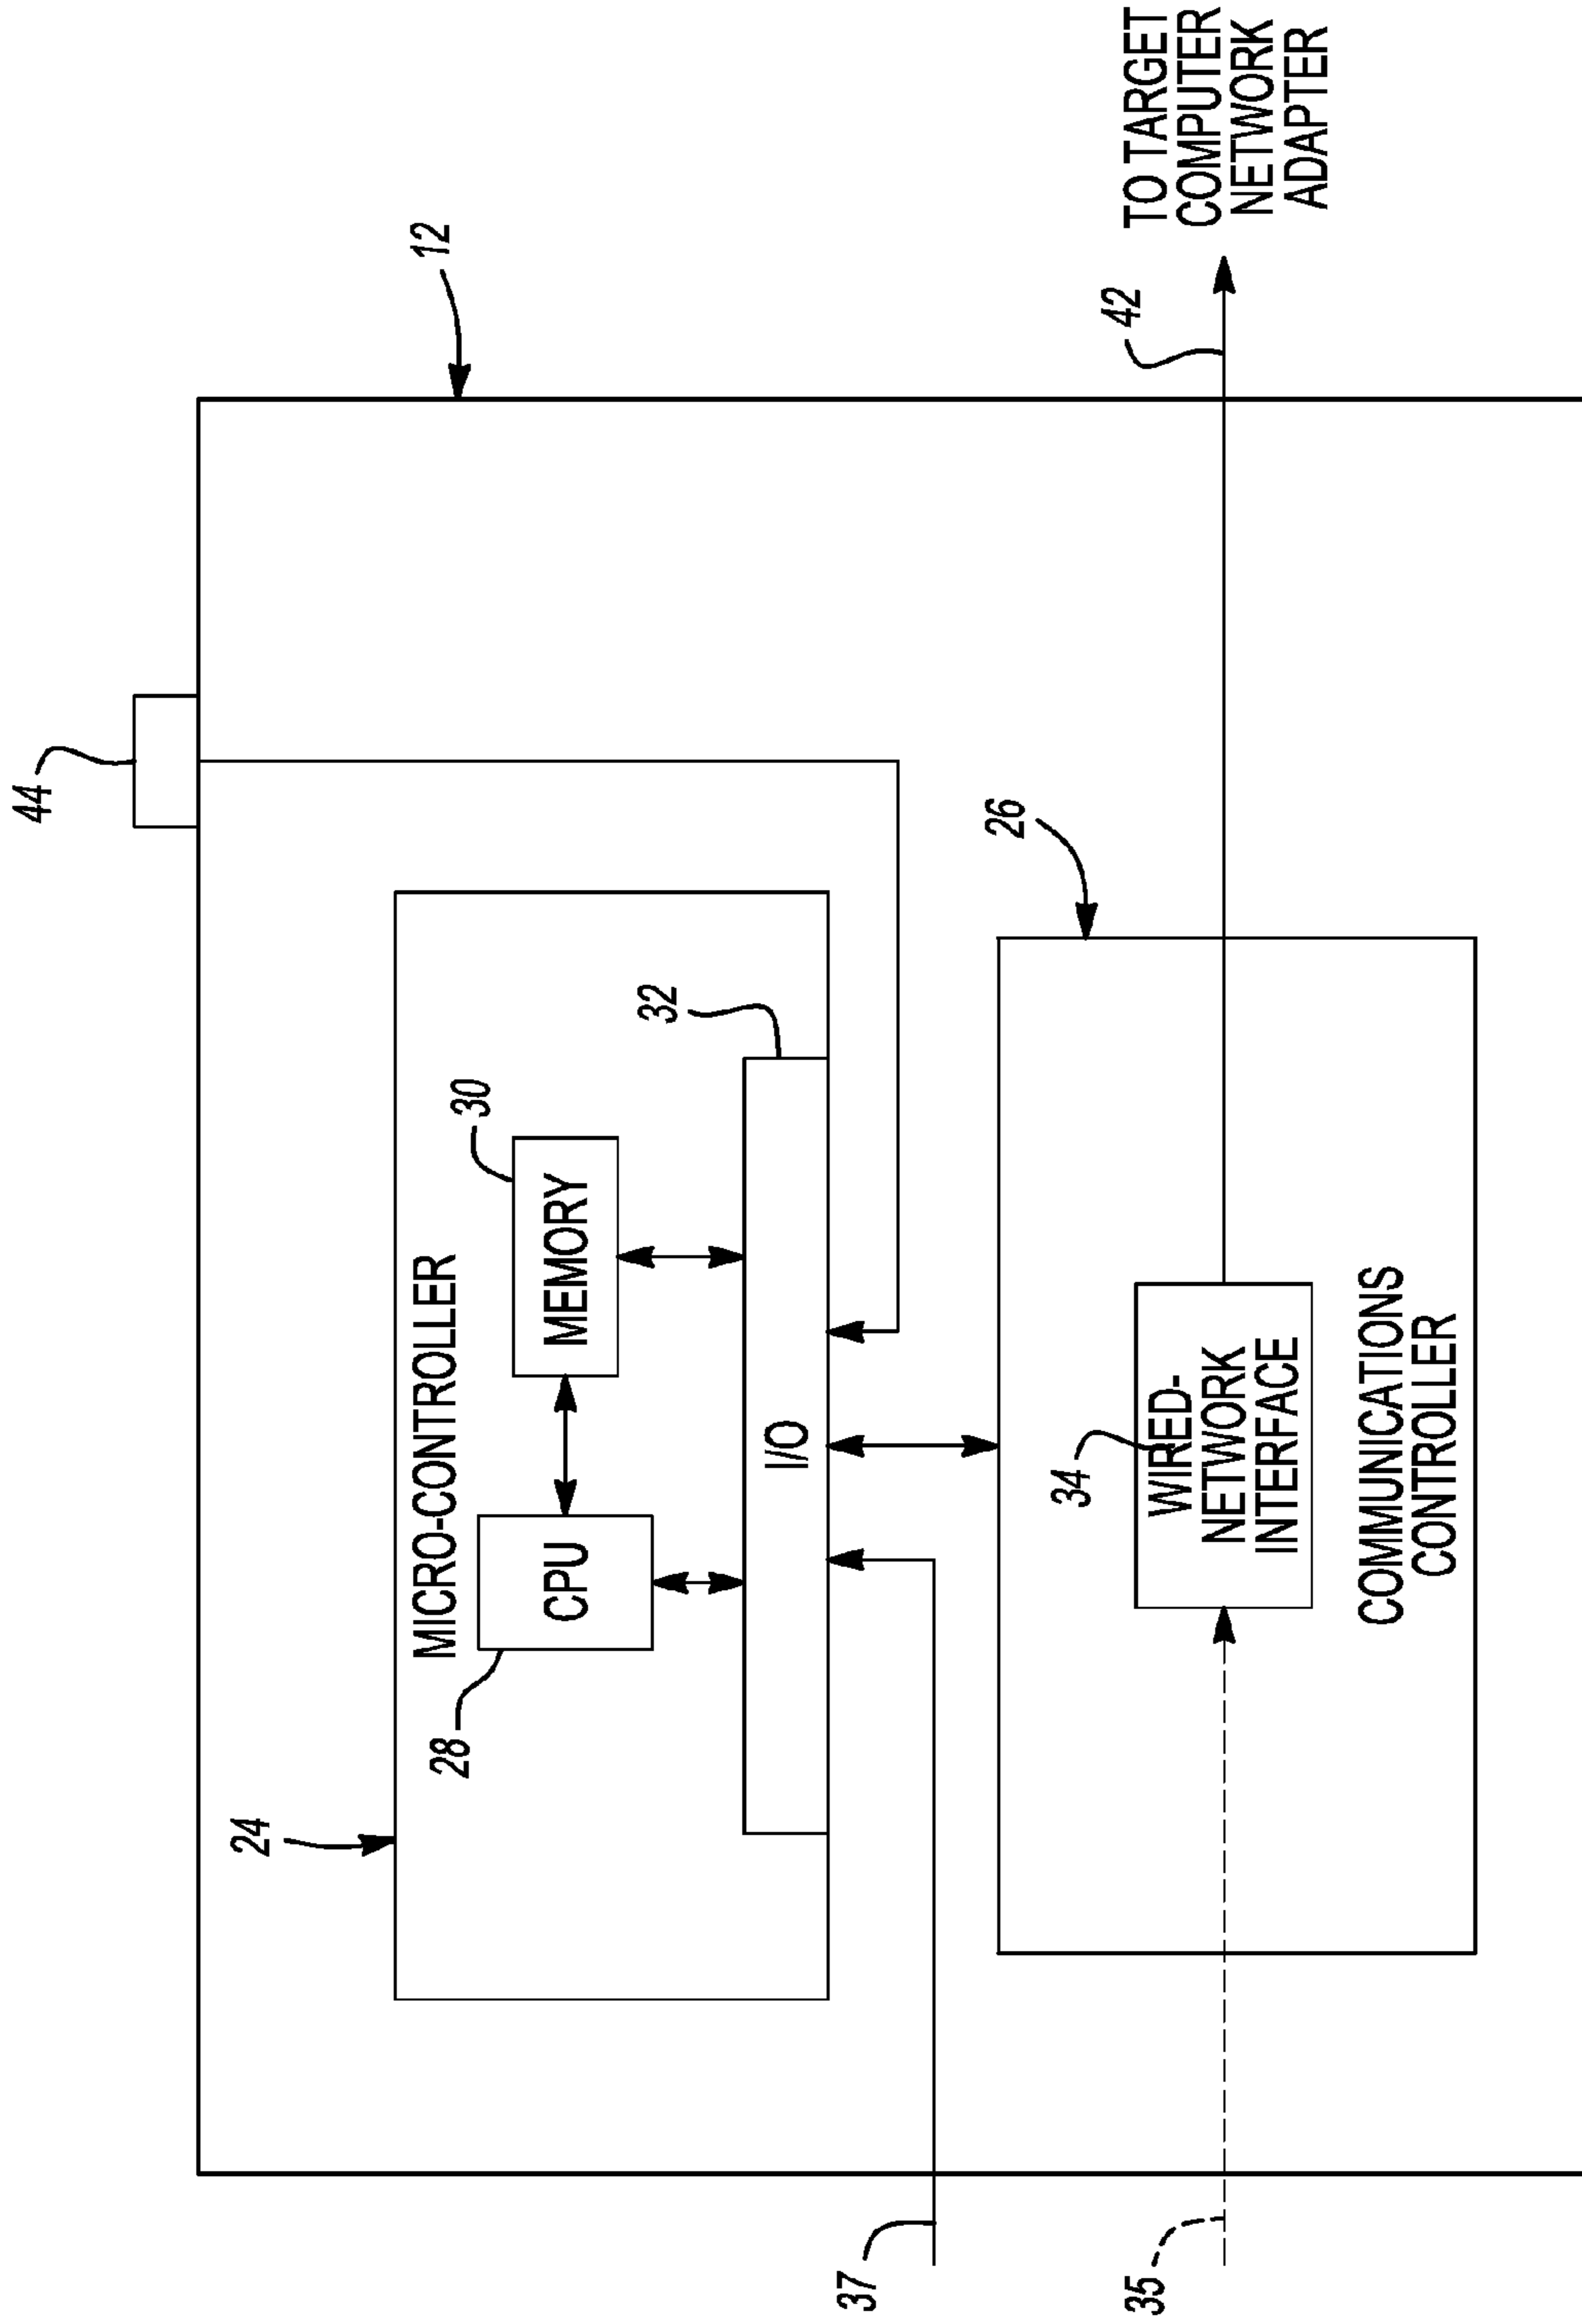 44
12
24
MICRO-CONTROLLER
28
CPU
30
MEMORY
32
I/O
37
26
34
WIRED-
NETWORK
INTERFACE
COMMUNICATIONS
CONTROLLER
35
42
TO TARGET
COMPUTER
NETWORK
ADAPTER